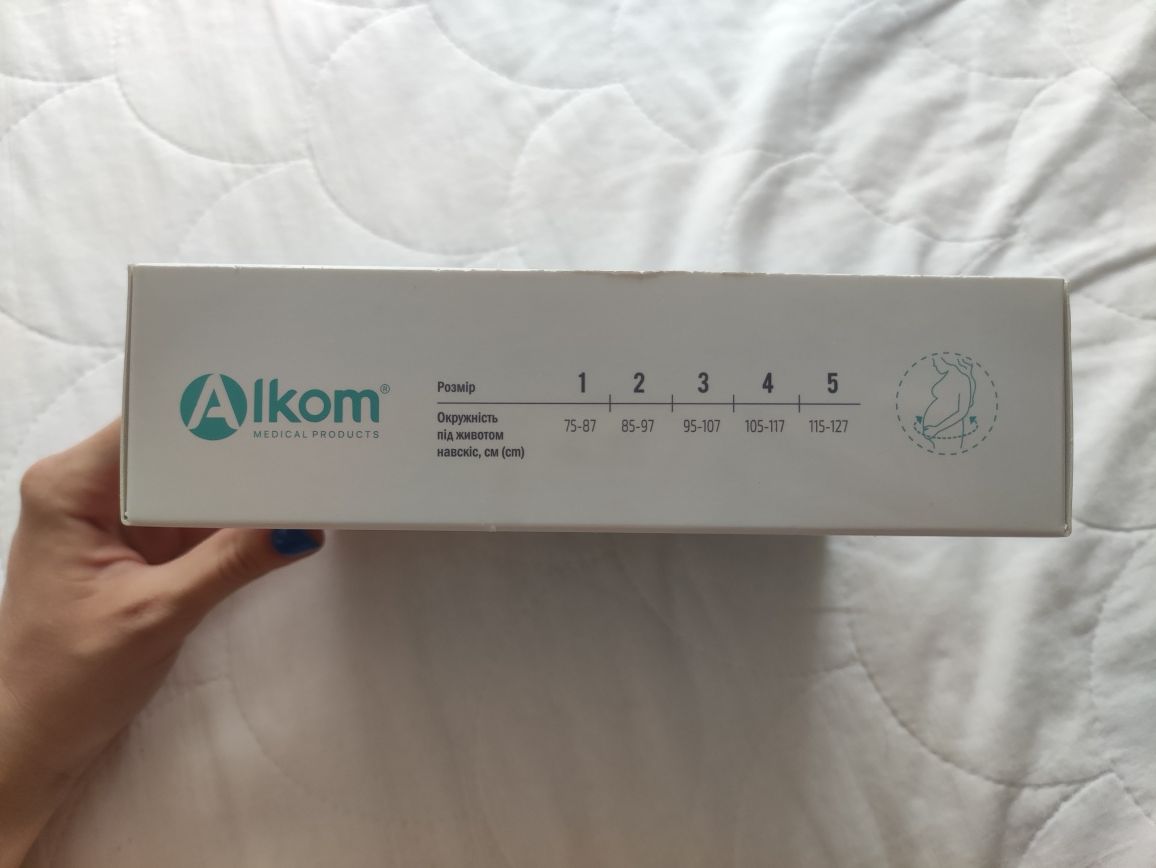 Alkom®
MEDICAL PRODUCTS
Розмір 1 2 3 4 5
Окружність
під животом
навскіс, см (cm)
75-87 85-97 95-107 105-117 115-127